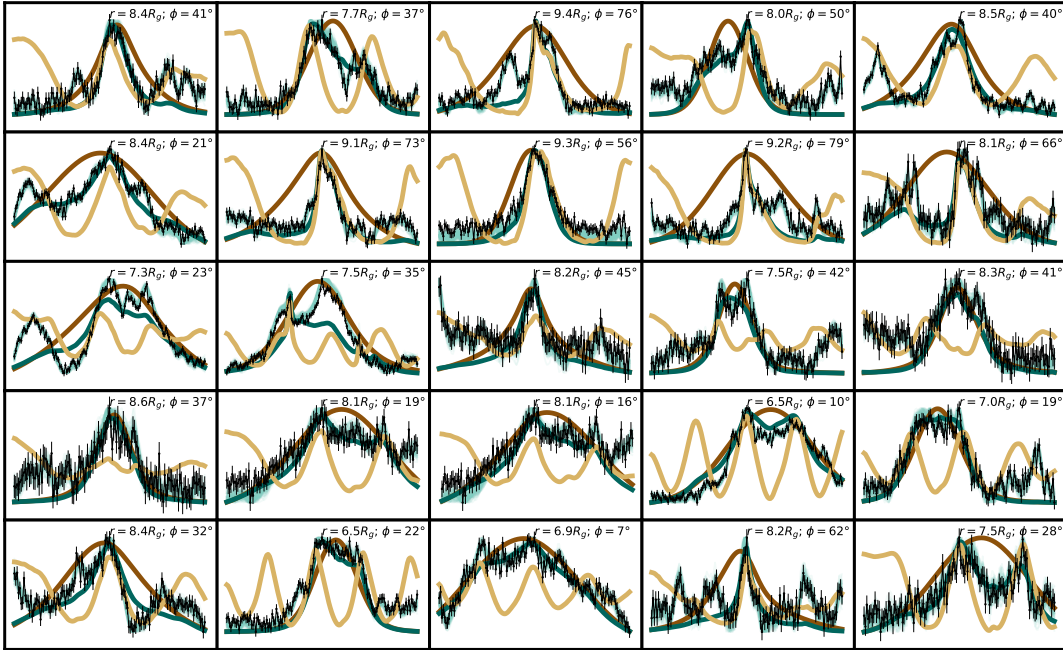 r = 8.4R_g; ϕ = 41°
r = 7.7R_g; ϕ = 37°
r = 9.4R_g; ϕ = 76°
r = 8.0R_g; ϕ = 50°
r = 8.5R_g; ϕ = 40°
r = 8.4R_g; ϕ = 21°
r = 9.1R_g; ϕ = 73°
r = 9.3R_g; ϕ = 56°
r = 9.2R_g; ϕ = 79°
r = 8.1R_g; ϕ = 66°
r = 7.3R_g; ϕ = 23°
r = 7.5R_g; ϕ = 35°
r = 8.2R_g; ϕ = 45°
r = 7.5R_g; ϕ = 42°
r = 8.3R_g; ϕ = 41°
r = 8.6R_g; ϕ = 37°
r = 8.1R_g; ϕ = 19°
r = 8.1R_g; ϕ = 16°
r = 6.5R_g; ϕ = 10°
r = 7.0R_g; ϕ = 19°
r = 8.4R_g; ϕ = 32°
r = 6.5R_g; ϕ = 22°
r = 6.9R_g; ϕ = 7°
r = 8.2R_g; ϕ = 62°
r = 7.5R_g; ϕ = 28°